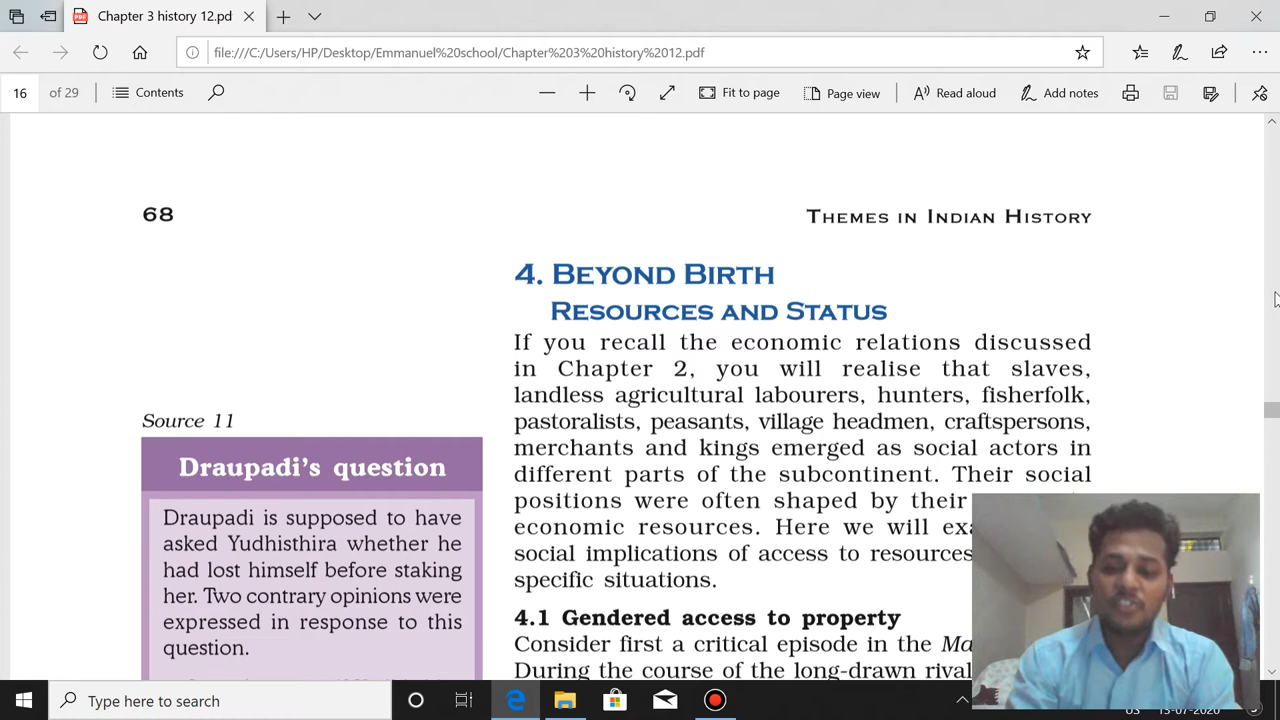 Chapter 3 history 12.pd
file:///C:/Users/HP/Desktop/Emmanuel%20school/Chapter%203%20history%2012.pdf
16 of 29 Contents Fit to page Page view Read aloud Add notes
68 THEMES IN INDIAN HISTORY
4. BEYOND BIRTH
RESOURCES AND STATUS
If you recall the economic relations discussed
in Chapter 2, you will realise that slaves,
landless agricultural labourers, hunters, fisherfolk,
pastoralists, peasants, village headmen, craftspersons,
merchants and kings emerged as social actors in
different parts of the subcontinent. Their social
positions were often shaped by their
economic resources. Here we will
social implications of access to resources
specific situations.
4.1 Gendered access to property
Consider first a critical episode in the
During the course of the long-drawn
Source 11
Draupadi's question
Draupadi is supposed to have
asked Yudhisthira whether he
had lost himself before staking
her. Two contrary opinions were
expressed in response to this
question.
Type here to search
13-07-2020